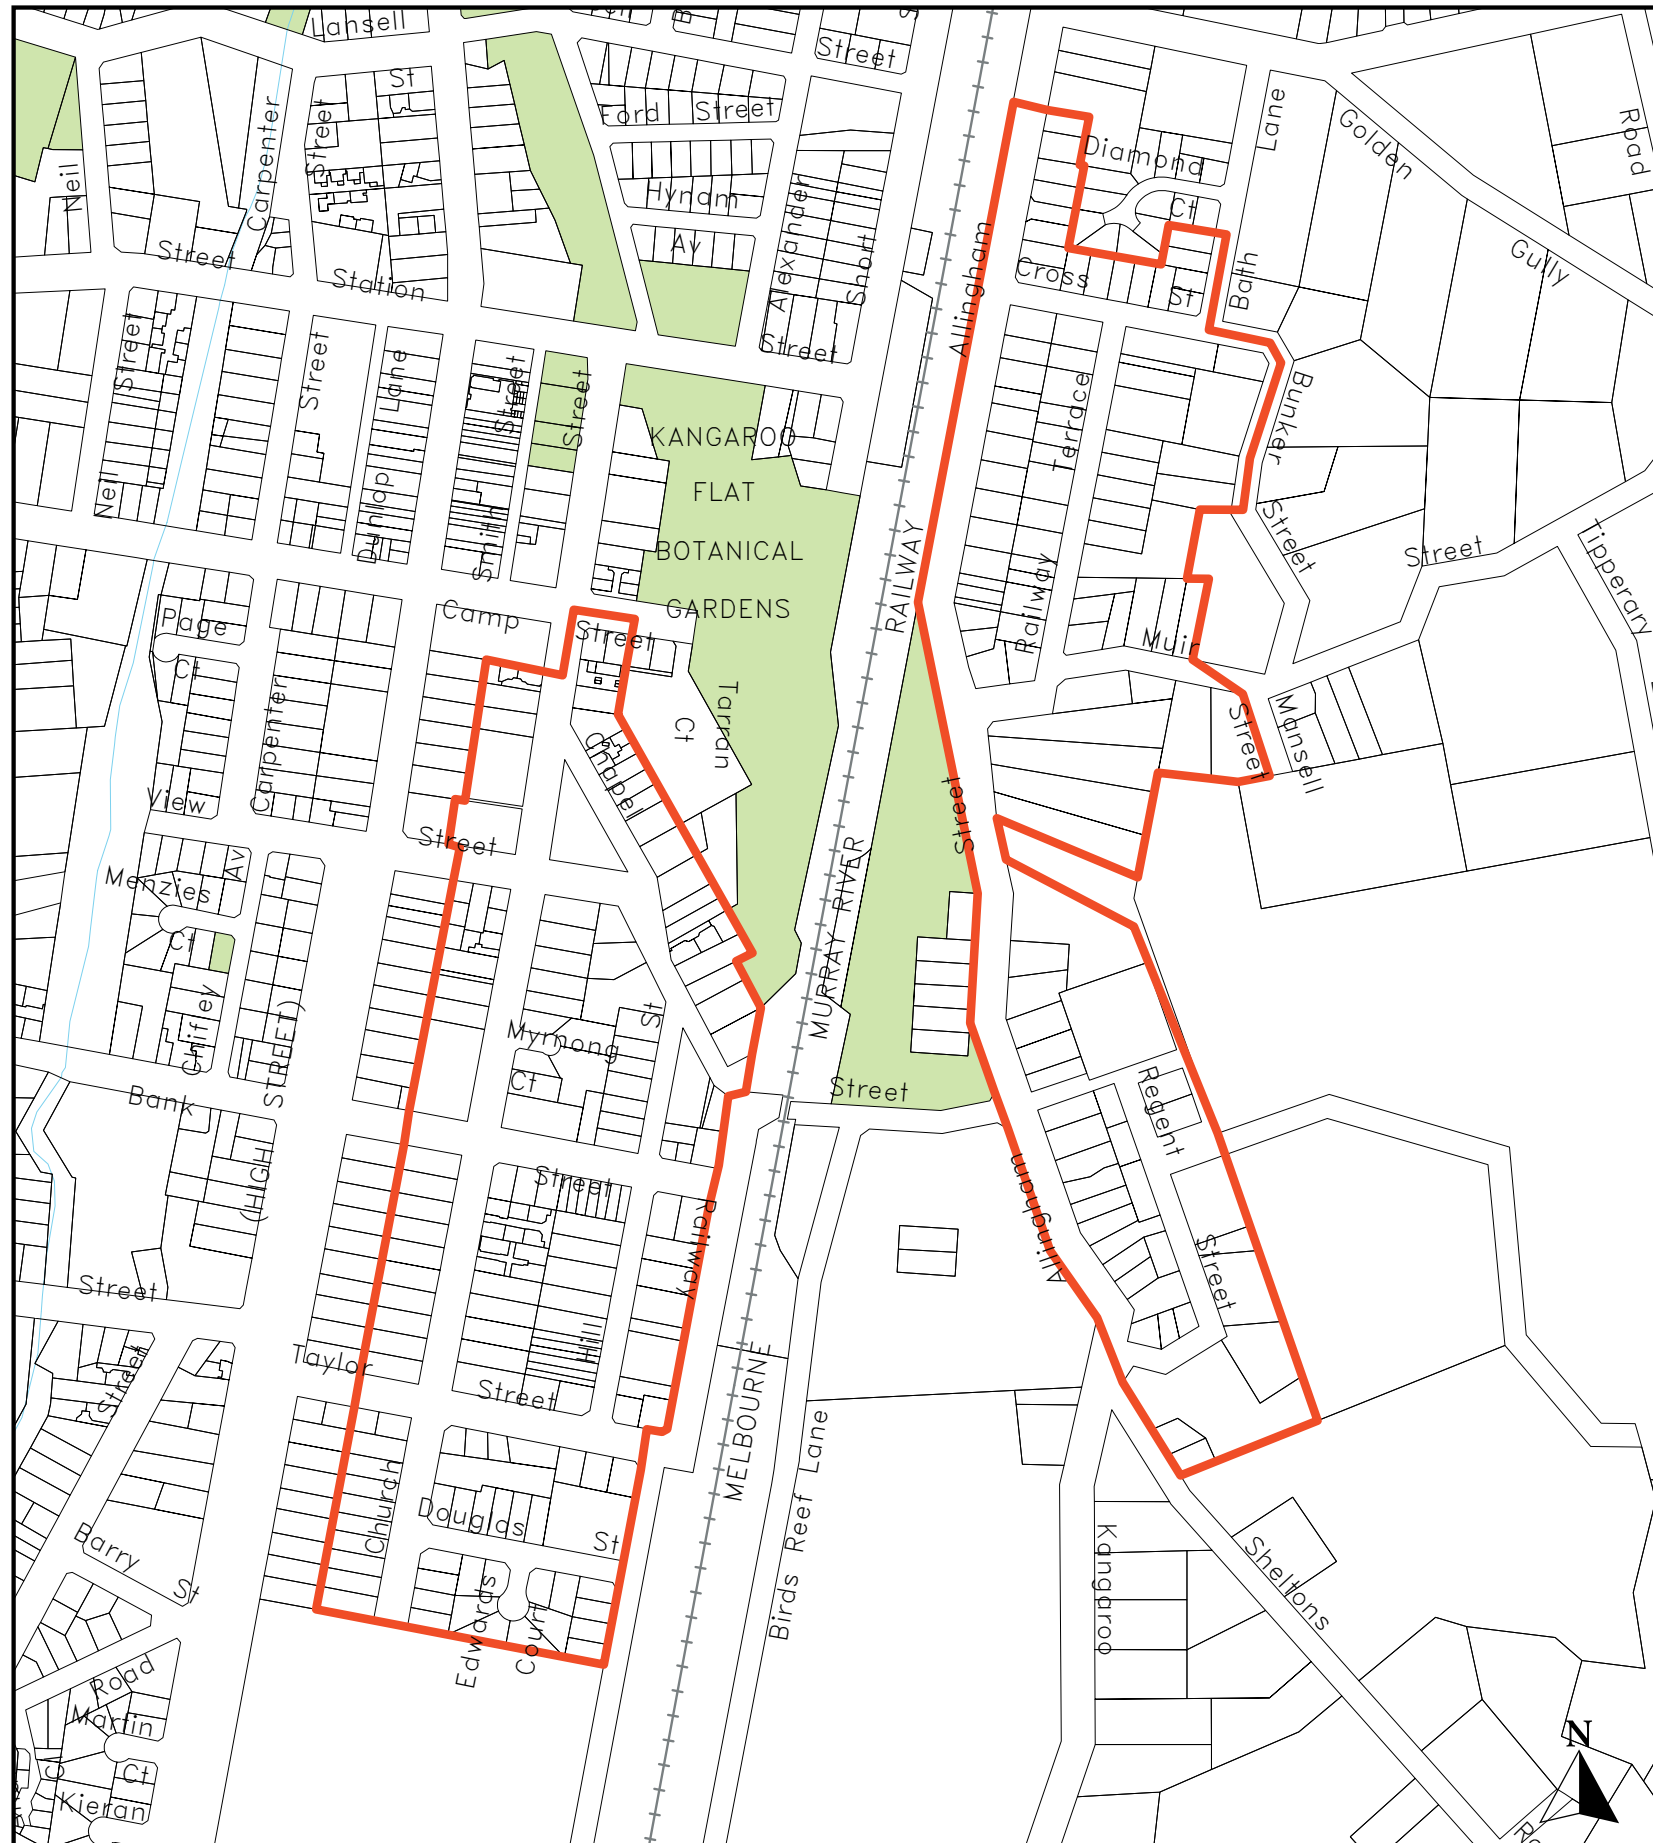 Lansell
Street
St
Ford Street
Hynam
Av
Diamond
Ct
Lane
Golden
Road
Gully
Neil
Carpenter
Street
Street
Station
Alexander
Short
Street
Allingham
Cross
St
Bath
Street
Neil
Street
Lane
Dunlop
Street
Smith
Street
KANGAROO
FLAT
BOTANICAL
GARDENS
RAILWAY
Terrace
Railway
Bunker
Street
Street
Tipperary
Page
Ct
Camp
Street
Muir
Street
Mansell
Carpenter
View
Street
Chapel
Tarran
Ct
Street
Menzies
Av
Ct
Chifley
Myrnong
Ct
St
MURRAY RIVER
Street
Bank
(HIGH STREET)
Street
Regent
Street
Allingham
Street
Railway
Hill
Taylor
Street
Street
MELBOURNE
Birds Reef Lane
Church
Douglas
St
Barry
St
Edwards
Court
Kangaroo
Sheltons
Road
Martin
Ct
Kieran
N